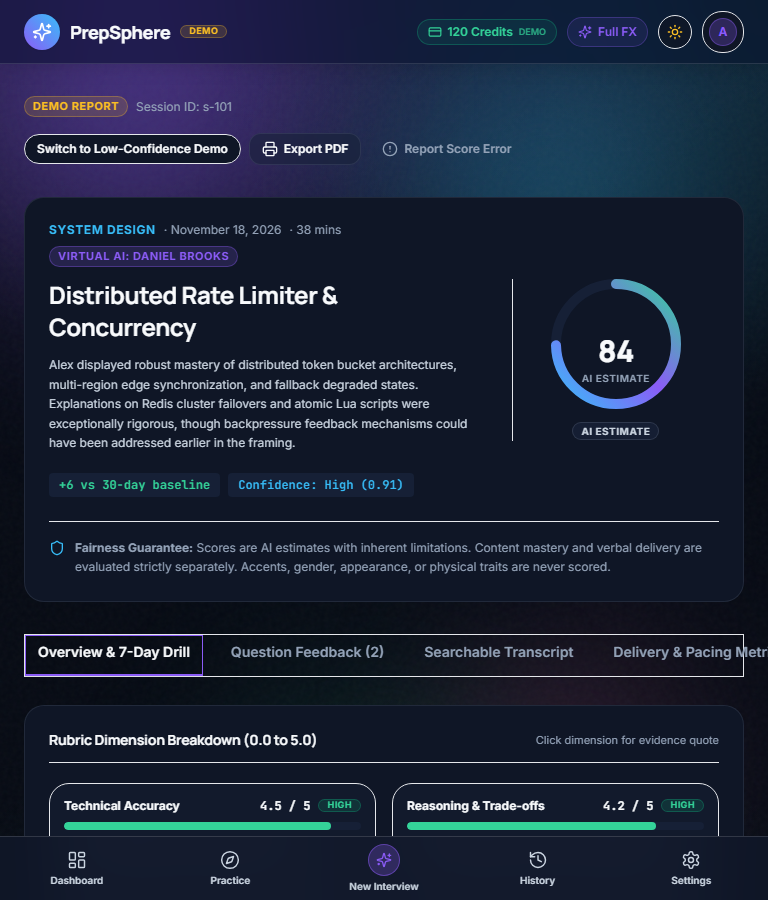 PrepSphere DEMO 120 Credits DEMO Full FX A
DEMO REPORT Session ID: s-101
Switch to Low-Confidence Demo Export PDF Report Score Error
SYSTEM DESIGN · November 18, 2026 · 38 mins
VIRTUAL AI: DANIEL BROOKS
Distributed Rate Limiter &
Concurrency
Alex displayed robust mastery of distributed token bucket architectures,
multi-region edge synchronization, and fallback degraded states.
Explanations on Redis cluster failovers and atomic Lua scripts were
exceptionally rigorous, though backpressure feedback mechanisms could
have been addressed earlier in the framing.
+6 vs 30-day baseline Confidence: High (0.91)
84
AI ESTIMATE
AI ESTIMATE
Fairness Guarantee: Scores are AI estimates with inherent limitations. Content mastery and verbal delivery are
evaluated strictly separately. Accents, gender, appearance, or physical traits are never scored.
Overview & 7-Day Drill Question Feedback (2) Searchable Transcript Delivery & Pacing Metri
Rubric Dimension Breakdown (0.0 to 5.0) Click dimension for evidence quote
Technical Accuracy 4.5 / 5 HIGH
Reasoning & Trade-offs 4.2 / 5 HIGH
Dashboard Practice New Interview History Settings